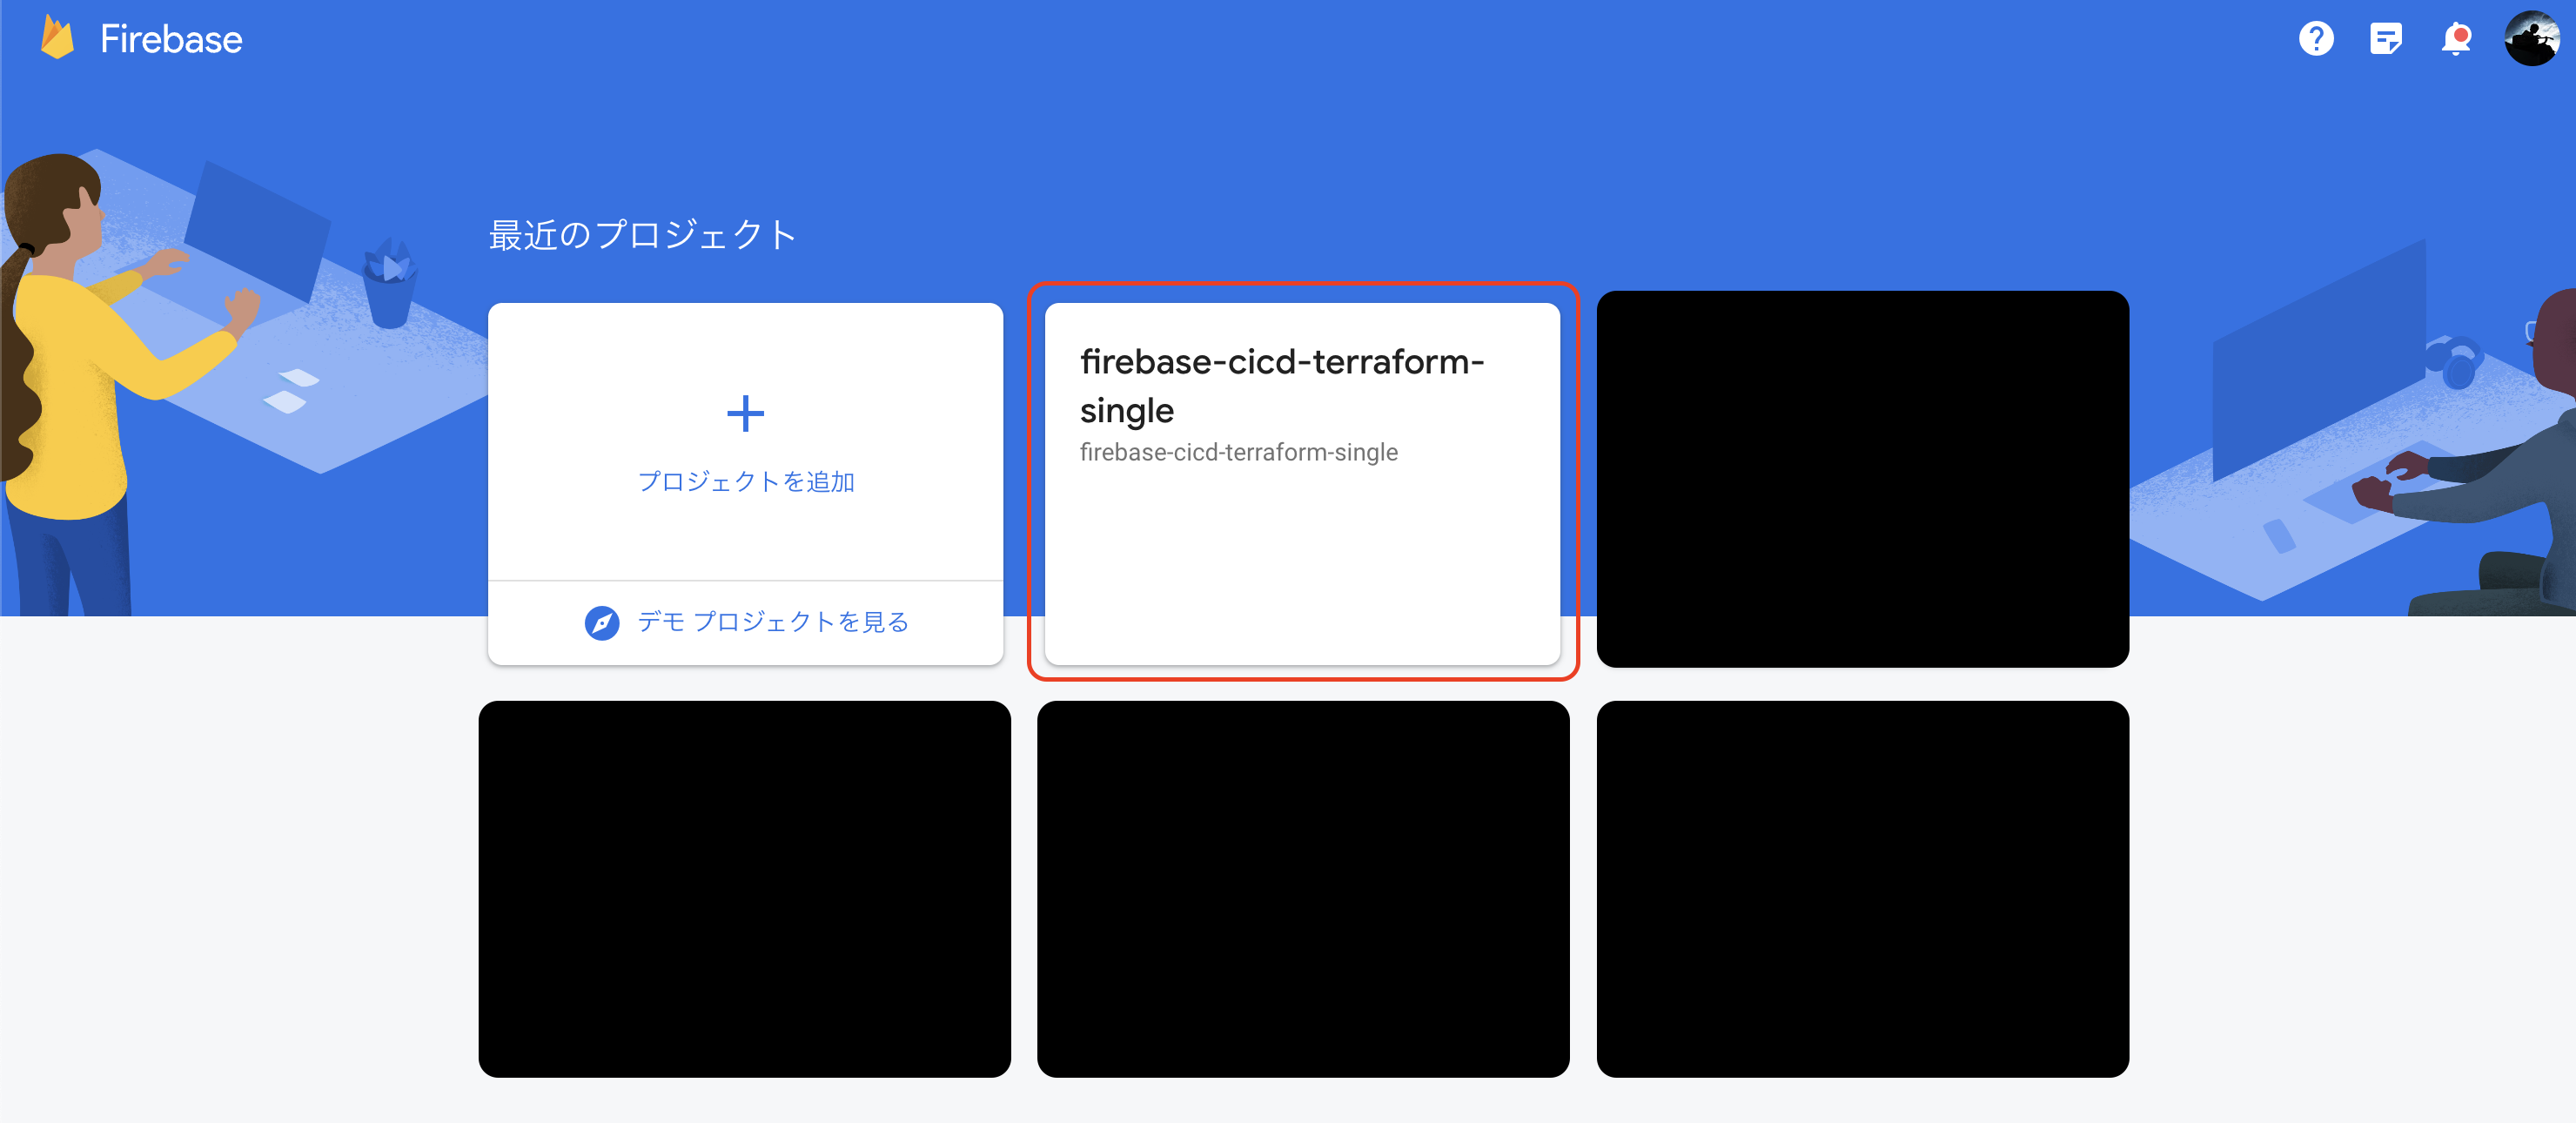 Firebase
最近のプロジェクト
プロジェクトを追加
デモ プロジェクトを見る
firebase-cicd-terraform-
single
firebase-cicd-terraform-single